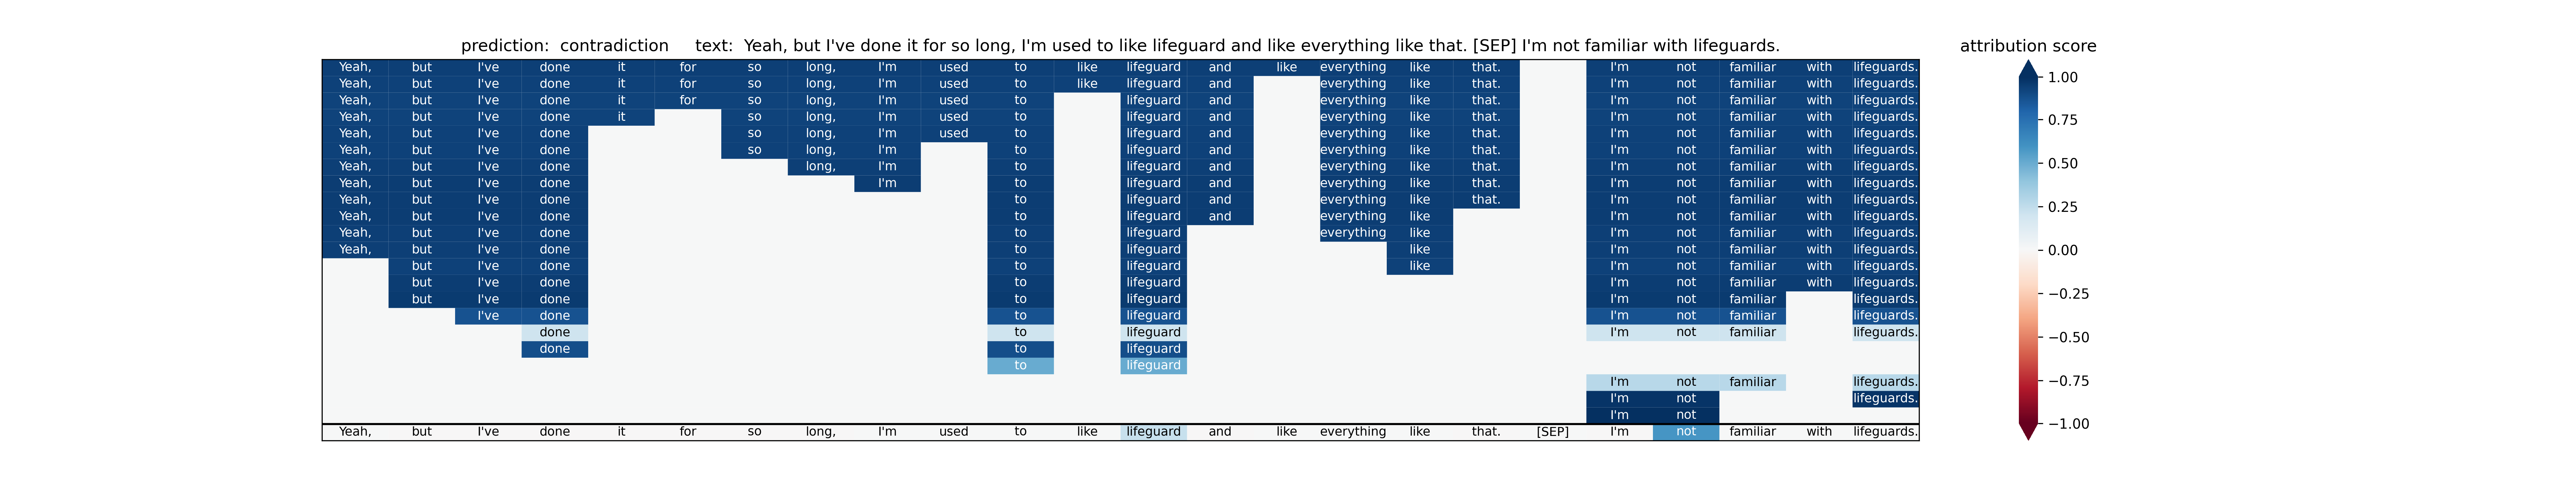 prediction:  contradiction     text:  Yeah, but I've done it for so long, I'm used to like lifeguard and like everything like that. [SEP] I'm not familiar with lifeguards.     attribution score
Yeah, but I've done it for so long, I'm used to like lifeguard and like everything like that. I'm not familiar with lifeguards.
Yeah, but I've done it for so long, I'm used to like lifeguard and everything like that. I'm not familiar with lifeguards.
Yeah, but I've done it for so long, I'm used to lifeguard and everything like that. I'm not familiar with lifeguards.
Yeah, but I've done it so long, I'm used to lifeguard and everything like that. I'm not familiar with lifeguards.
Yeah, but I've done so long, I'm used to lifeguard and everything like that. I'm not familiar with lifeguards.
Yeah, but I've done so long, I'm to lifeguard and everything like that. I'm not familiar with lifeguards.
Yeah, but I've done long, I'm to lifeguard and everything like that. I'm not familiar with lifeguards.
Yeah, but I've done I'm to lifeguard and everything like that. I'm not familiar with lifeguards.
Yeah, but I've done to lifeguard and everything like that. I'm not familiar with lifeguards.
Yeah, but I've done to lifeguard and everything like I'm not familiar with lifeguards.
Yeah, but I've done to lifeguard everything like I'm not familiar with lifeguards.
Yeah, but I've done to lifeguard like I'm not familiar with lifeguards.
but I've done to lifeguard like I'm not familiar with lifeguards.
but I've done to lifeguard I'm not familiar with lifeguards.
but I've done to lifeguard I'm not familiar lifeguards.
I've done to lifeguard I'm not familiar lifeguards.
done to lifeguard I'm not familiar lifeguards.
done to lifeguard
to lifeguard
I'm not familiar lifeguards.
I'm not lifeguards.
I'm not
Yeah, but I've done it for so long, I'm used to like lifeguard and like everything like that. [SEP] I'm not familiar with lifeguards.
1.00
0.75
0.50
0.25
0.00
−0.25
−0.50
−0.75
−1.00